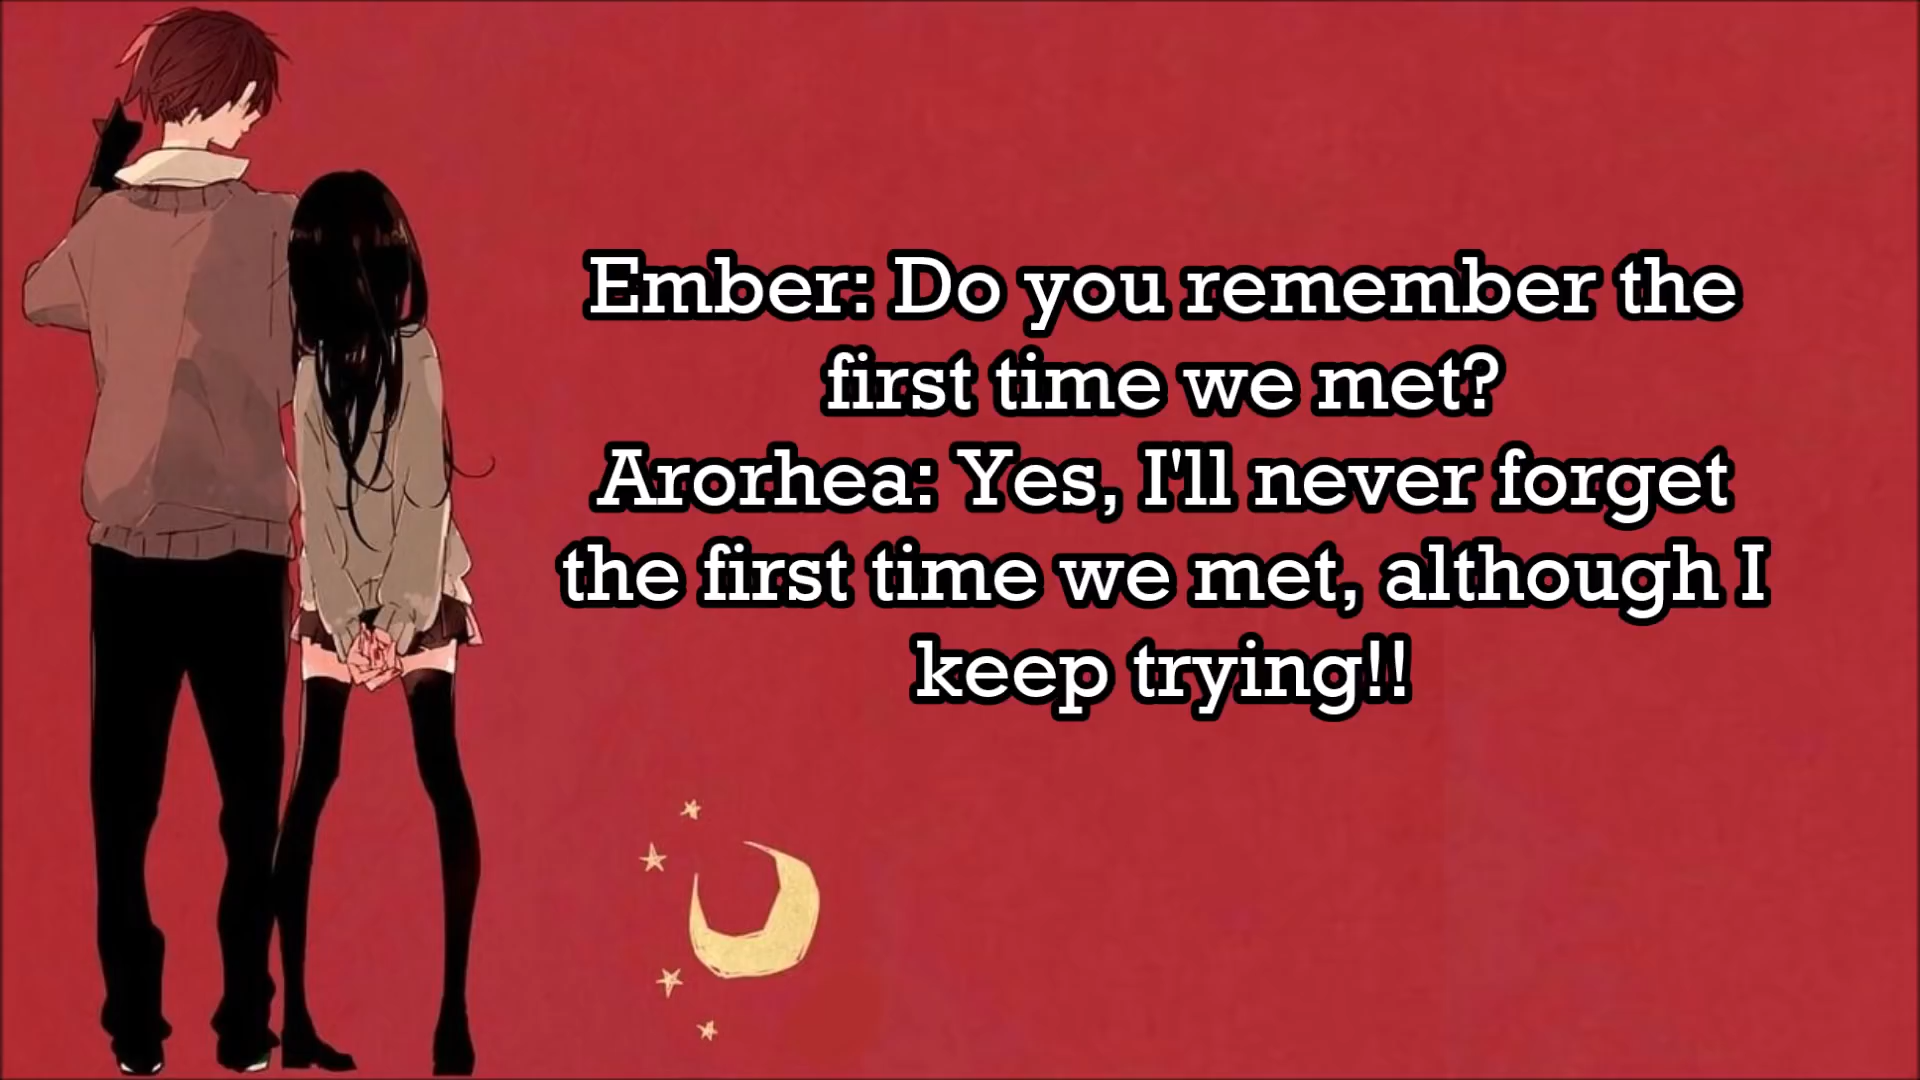 Ember: Do you remember the
first time we met?
Arorhea: Yes, I'll never forget
the first time we met, although I
keep trying!!